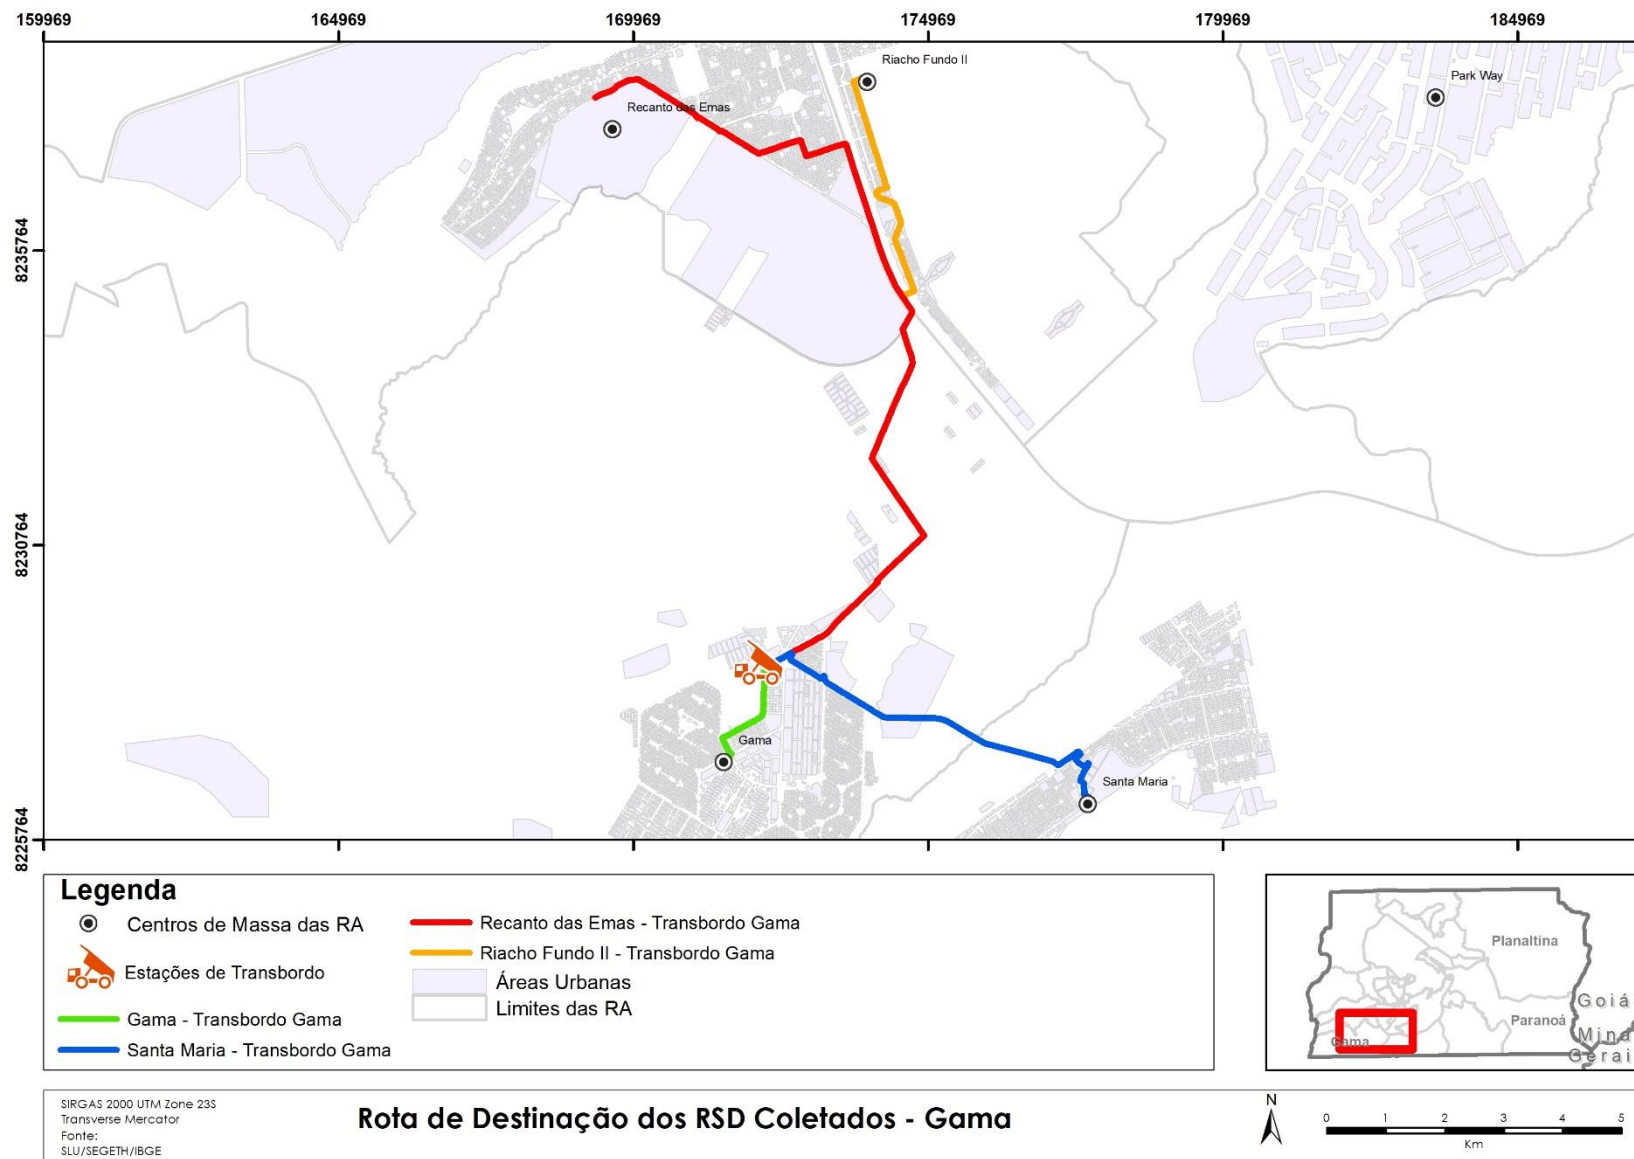 159969 164969 169969 174969 179969 184969
Riacho Fundo II
Park Way
Recanto das Emas
8235764
8230764
8225764
Gama
Santa Maria
Legenda
Centros de Massa das RA
Estações de Transbordo
Gama - Transbordo Gama
Santa Maria - Transbordo Gama
Recanto das Emas - Transbordo Gama
Riacho Fundo II - Transbordo Gama
Áreas Urbanas
Limites das RA
Planaltina
Goiá
Paranoá
Mina
Gerai
Gama
SIRGAS 2000 UTM Zone 23S
Transverse Mercator
Fonte:
SLU/SEGETH/IBGE
Rota de Destinação dos RSD Coletados - Gama
N
0 1 2 3 4 5
Km